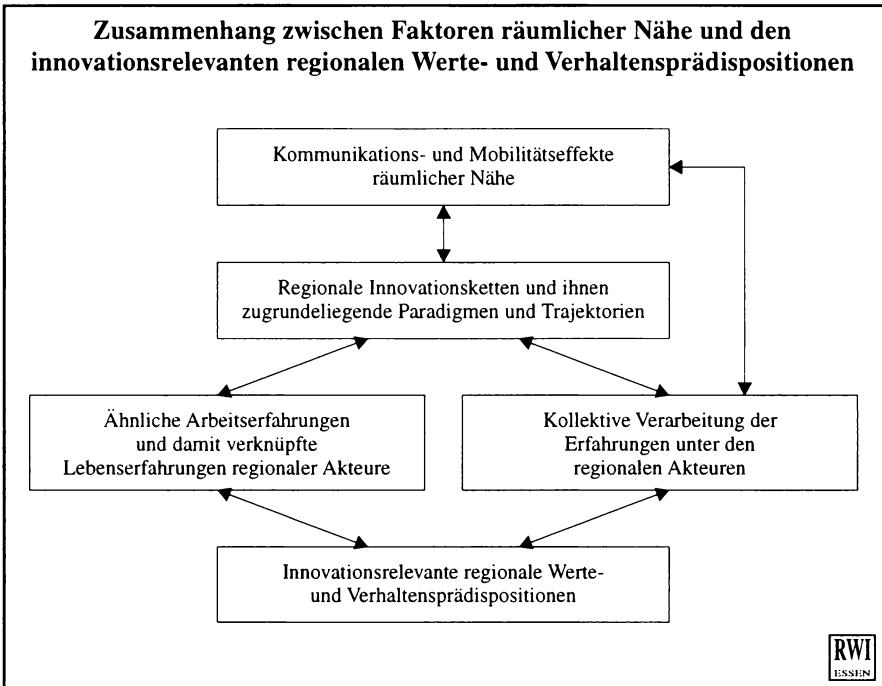 Zusammenhang zwischen Faktoren räumlicher Nähe und den
innovationsrelevanten regionalen Werte- und Verhaltensprädispositionen
Kommunikations- und Mobilitätseffekte
räumlicher Nähe
Regionale Innovationsketten und ihnen
zugrundeliegende Paradigmen und Trajektorien
Ähnliche Arbeitserfahrungen
und damit verknüpfte
Lebenserfahrungen regionaler Akteure
Kollektive Verarbeitung der
Erfahrungen unter den
regionalen Akteuren
Innovationsrelevante regionale Werte-
und Verhaltensprädispositionen
RWI
ESSEN